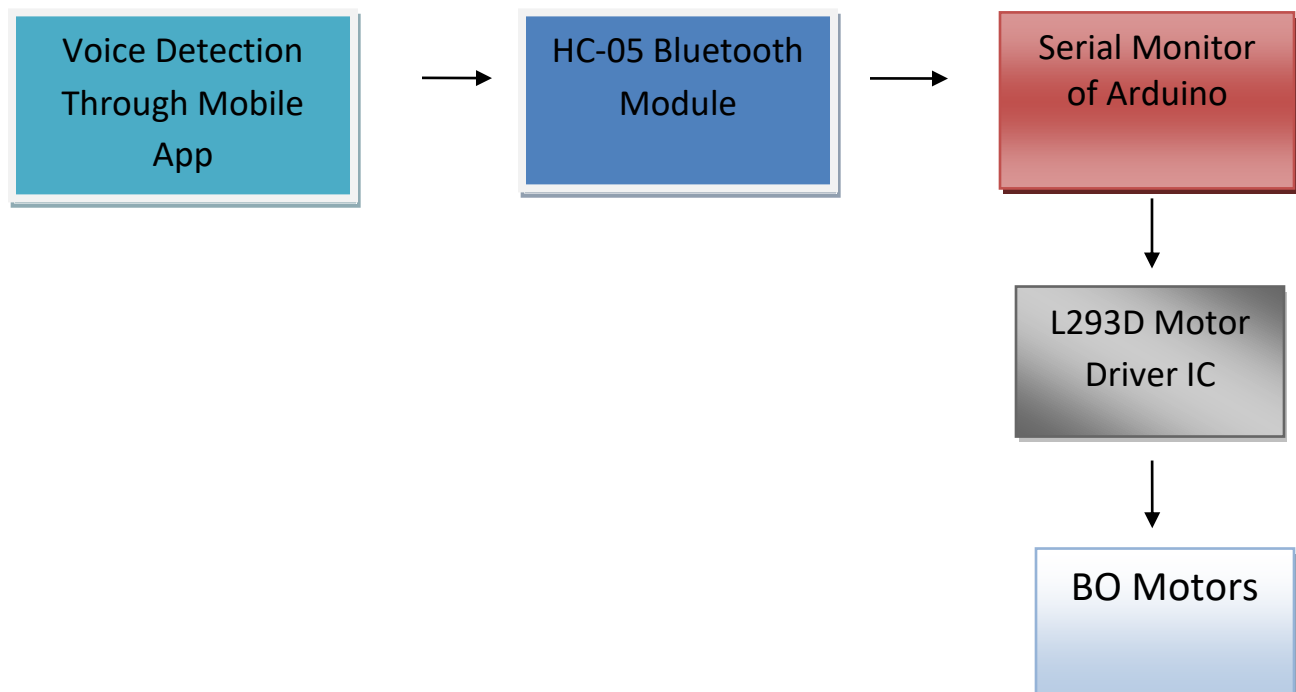 Voice Detection
Through Mobile
App
HC-05 Bluetooth
Module
Serial Monitor
of Arduino
L293D Motor
Driver IC
BO Motors